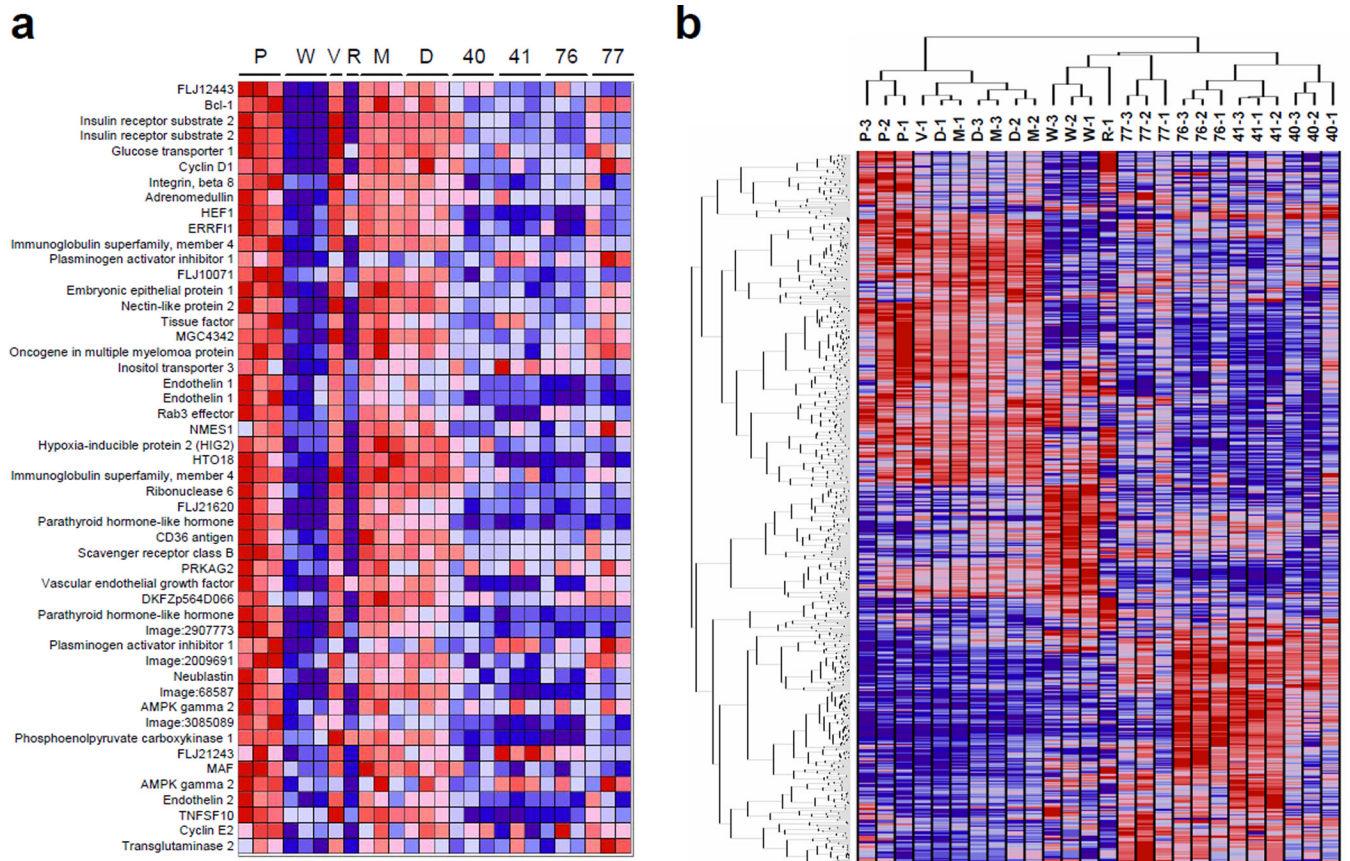 a
P W V R M D 40 41 76 77
FLJ12443
Bcl-1
Insulin receptor substrate 2
Insulin receptor substrate 2
Glucose transporter 1
Cyclin D1
Integrin, beta 8
Adrenomedullin
HEF1
ERRFI1
Immunoglobulin superfamily, member 4
Plasminogen activator inhibitor 1
FLJ10071
Embryonic epithelial protein 1
Nectin-like protein 2
Tissue factor
MGC4342
Oncogene in multiple myelomoa protein
Inositol transporter 3
Endothelin 1
Endothelin 1
Rab3 effector
NMES1
Hypoxia-inducible protein 2 (HIG2)
HTO18
Immunoglobulin superfamily, member 4
Ribonuclease 6
FLJ21620
Parathyroid hormone-like hormone
CD36 antigen
Scavenger receptor class B
PRKAG2
Vascular endothelial growth factor
DKFZp564D066
Parathyroid hormone-like hormone
Image:2907773
Plasminogen activator inhibitor 1
Image:2009691
Neublastin
Image:68587
AMPK gamma 2
Image:3085089
Phosphoenolpyruvate carboxykinase 1
FLJ21243
MAF
AMPK gamma 2
Endothelin 2
TNFSF10
Cyclin E2
Transglutaminase 2
b
P-3 P-2 P-1 V-1 D-1 M-1 D-3 M-3 D-2 M-2 W-3 W-2 W-1 R-1 77-3 77-2 77-1 76-3 76-2 76-1 41-3 41-1 41-2 40-3 40-2 40-1